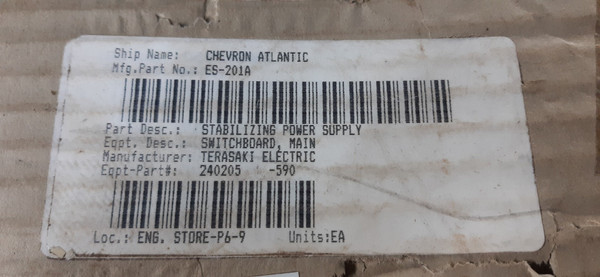 Ship Name: CHEVRON ATLANTIC
Mfg.Part No.: ES-201A
Part Desc.: STABILIZING POWER SUPPLY
Eqpt. Desc.: SWITCHBOARD, MAIN
Manufacturer: TERASAKI ELECTRIC
Eqpt-Part#: 240205 -590
Loc.: ENG. STORE-P6-9 Units:EA